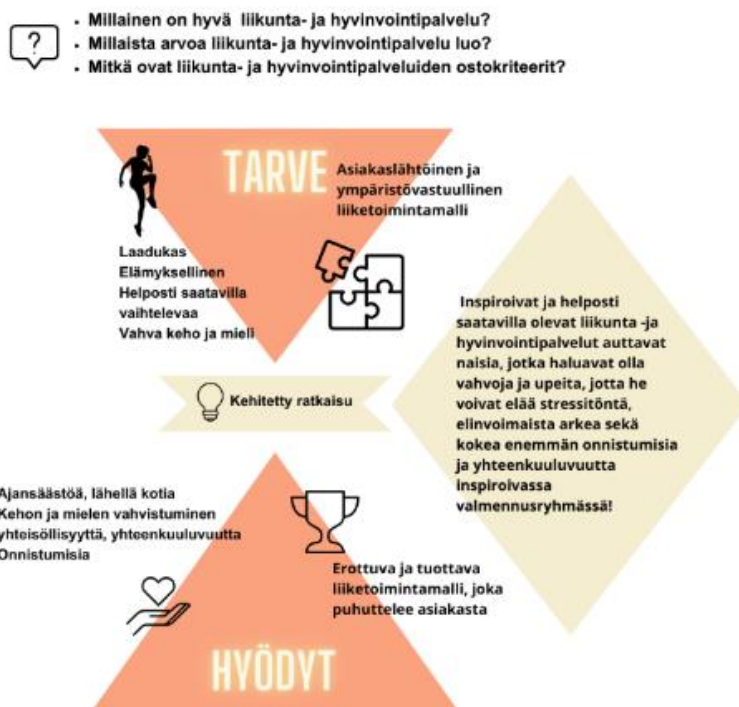 • Millainen on hyvä liikunta- ja hyvinvointipalvelu?
• Millaista arvoa liikunta- ja hyvinvointipalvelu luo?
• Mitkä ovat liikunta- ja hyvinvointipalveluiden ostokriteerit?
?
TARVE
Asiakaslähtöinen ja
ympäristövastuullinen
liiketoimintamalli
Laadukas
Elämyksellinen
Helposti saatavilla
vaihtelevaa
Vahva keho ja mieli
Kehitetty ratkaisu
Inspiroivat ja helposti
saatavilla olevat liikunta -ja
hyvinvointipalvelut auttavat
naisia, jotka haluavat olla
vahvoja ja upeita, jotta he
voivat elää stressitöntä,
elinvoimaista arkea sekä
kokea enemmän onnistumisia
ja yhteenkuuluvuutta
inspiroivassa
valmennusryhmässä!
Ajansäästöä, lähellä kotia
Kehon ja mielen vahvistuminen
yhteisöllisyyttä, yhteenkuuluvuutta
Onnistumisia
Erottuva ja tuottava
liiketoimintamalli, joka
puhuttelee asiakasta
HYÖDYT